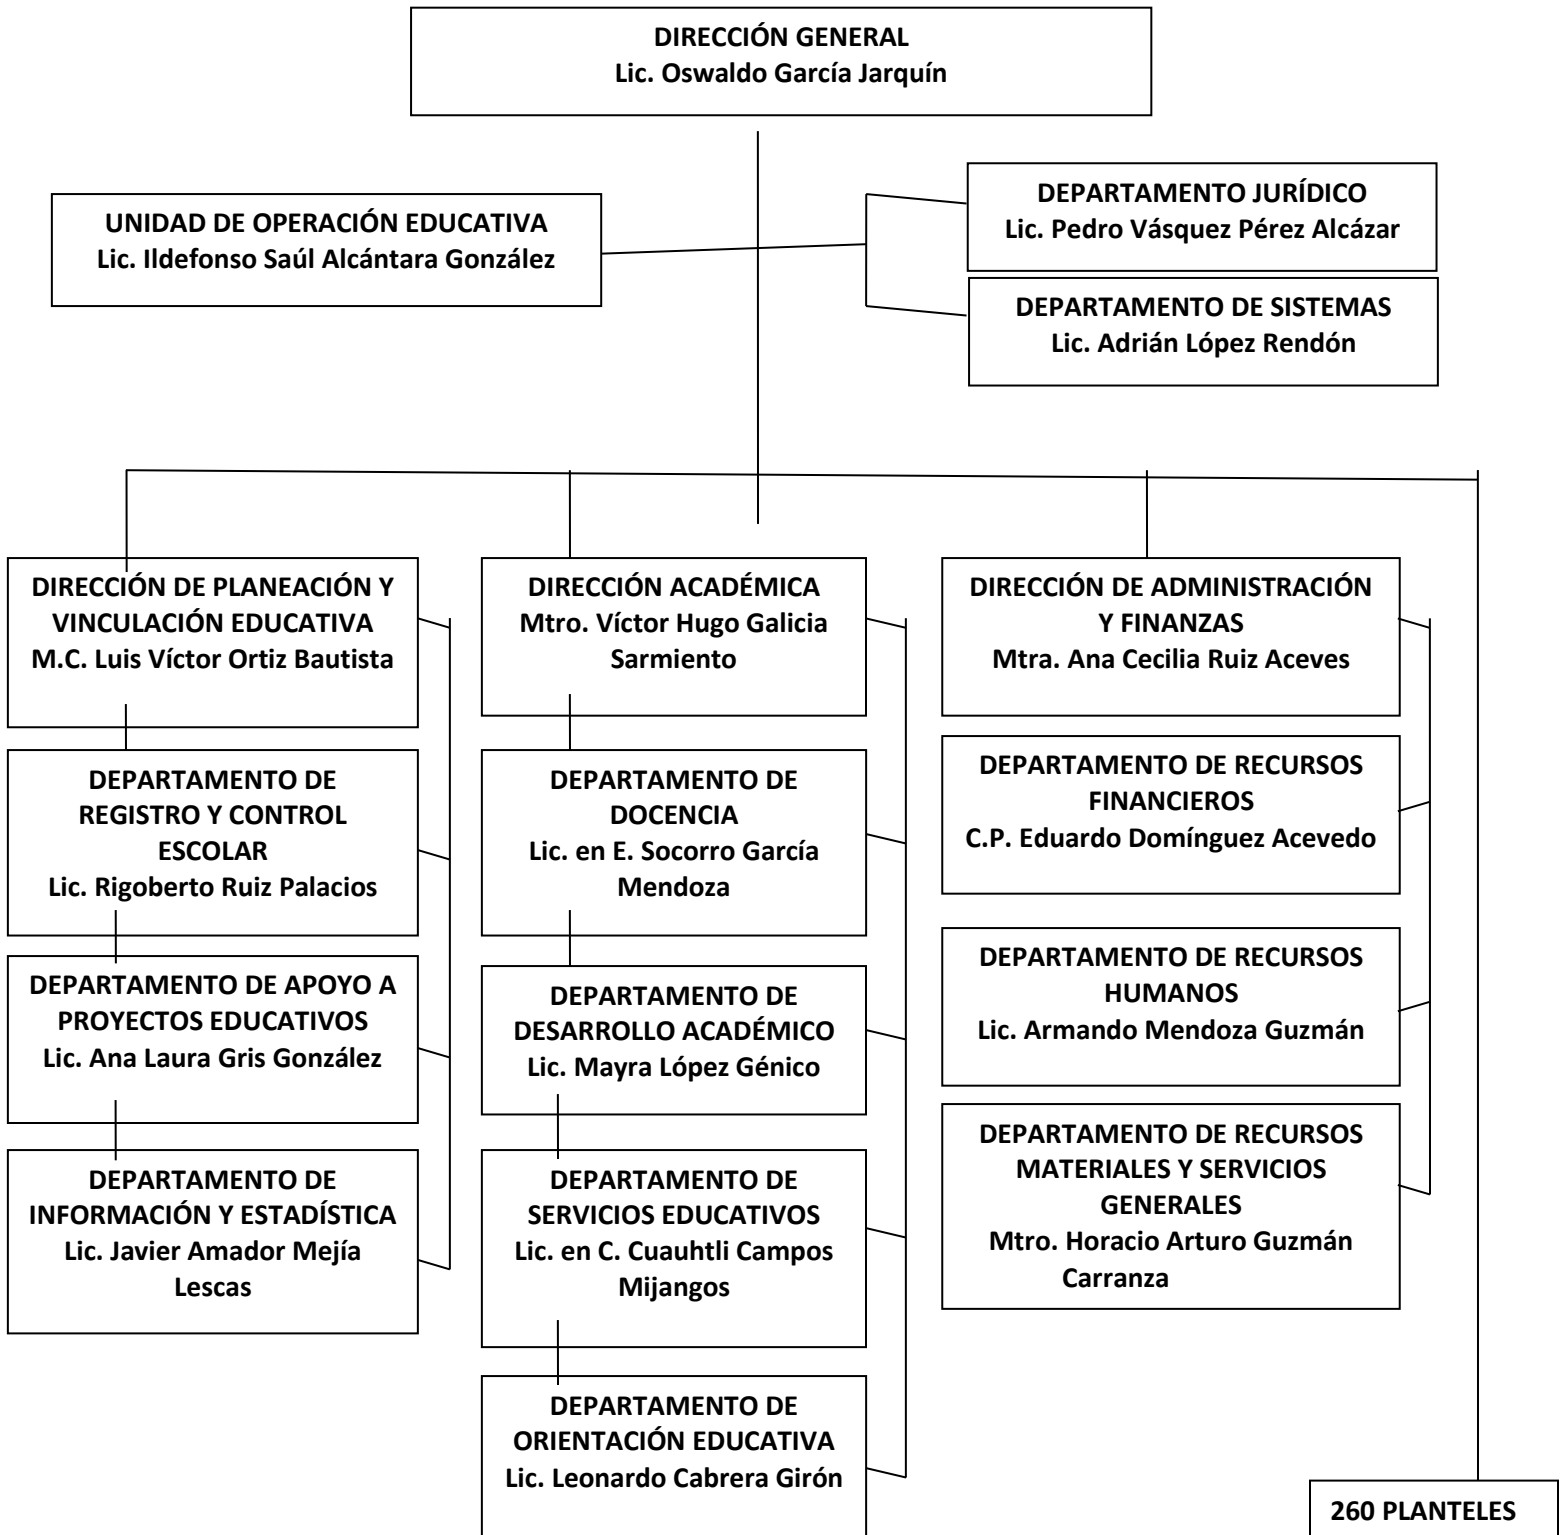 DIRECCIÓN GENERAL
Lic. Oswaldo García Jarquín
UNIDAD DE OPERACIÓN EDUCATIVA
Lic. Ildefonso Saúl Alcántara González
DEPARTAMENTO JURÍDICO
Lic. Pedro Vásquez Pérez Alcázar
DEPARTAMENTO DE SISTEMAS
Lic. Adrián López Rendón
DIRECCIÓN DE PLANEACIÓN Y
VINCULACIÓN EDUCATIVA
M.C. Luis Víctor Ortiz Bautista
DEPARTAMENTO DE
REGISTRO Y CONTROL
ESCOLAR
Lic. Rigoberto Ruiz Palacios
DEPARTAMENTO DE APOYO A
PROYECTOS EDUCATIVOS
Lic. Ana Laura Gris González
DEPARTAMENTO DE
INFORMACIÓN Y ESTADÍSTICA
Lic. Javier Amador Mejía
Lescas
DIRECCIÓN ACADÉMICA
Mtro. Víctor Hugo Galicia
Sarmiento
DEPARTAMENTO DE
DOCENCIA
Lic. en E. Socorro García
Mendoza
DEPARTAMENTO DE
DESARROLLO ACADÉMICO
Lic. Mayra López Génico
DEPARTAMENTO DE
SERVICIOS EDUCATIVOS
Lic. en C. Cuauhtli Campos
Mijangos
DEPARTAMENTO DE
ORIENTACIÓN EDUCATIVA
Lic. Leonardo Cabrera Girón
DIRECCIÓN DE ADMINISTRACIÓN
Y FINANZAS
Mtra. Ana Cecilia Ruiz Aceves
DEPARTAMENTO DE RECURSOS
FINANCIEROS
C.P. Eduardo Domínguez Acevedo
DEPARTAMENTO DE RECURSOS
HUMANOS
Lic. Armando Mendoza Guzmán
DEPARTAMENTO DE RECURSOS
MATERIALES Y SERVICIOS
GENERALES
Mtro. Horacio Arturo Guzmán
Carranza
260 PLANTELES